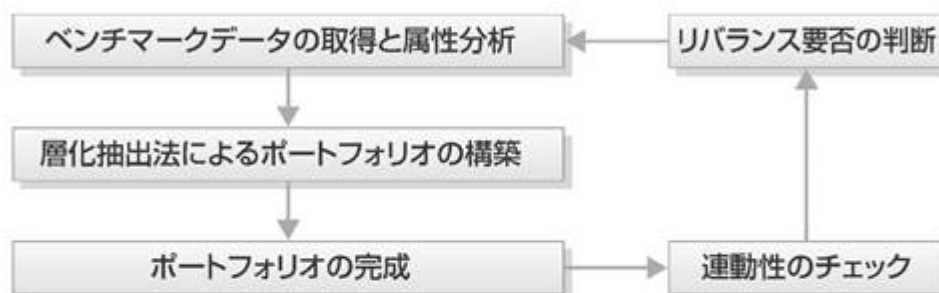 ベンチマークデータの取得と属性分析
リバランス要否の判断
層化抽出法によるポートフォリオの構築
ポートフォリオの完成
連動性のチェック